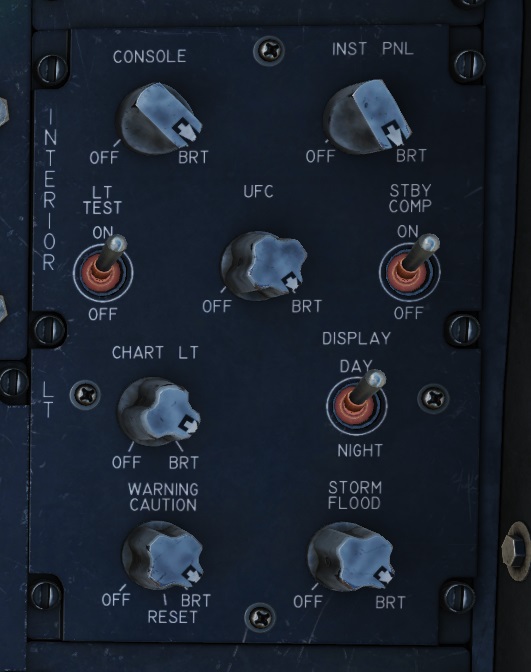 CONSOLE
INST PNL
OFF BRT
OFF BRT
INTERIOR
LT
LT
TEST
ON
OFF
UFC
OFF BRT
STBY
COMP
ON
OFF
CHART LT
OFF BRT
DISPLAY
DAY
NIGHT
WARNING
CAUTION
OFF BRT
RESET
STORM
FLOOD
OFF BRT